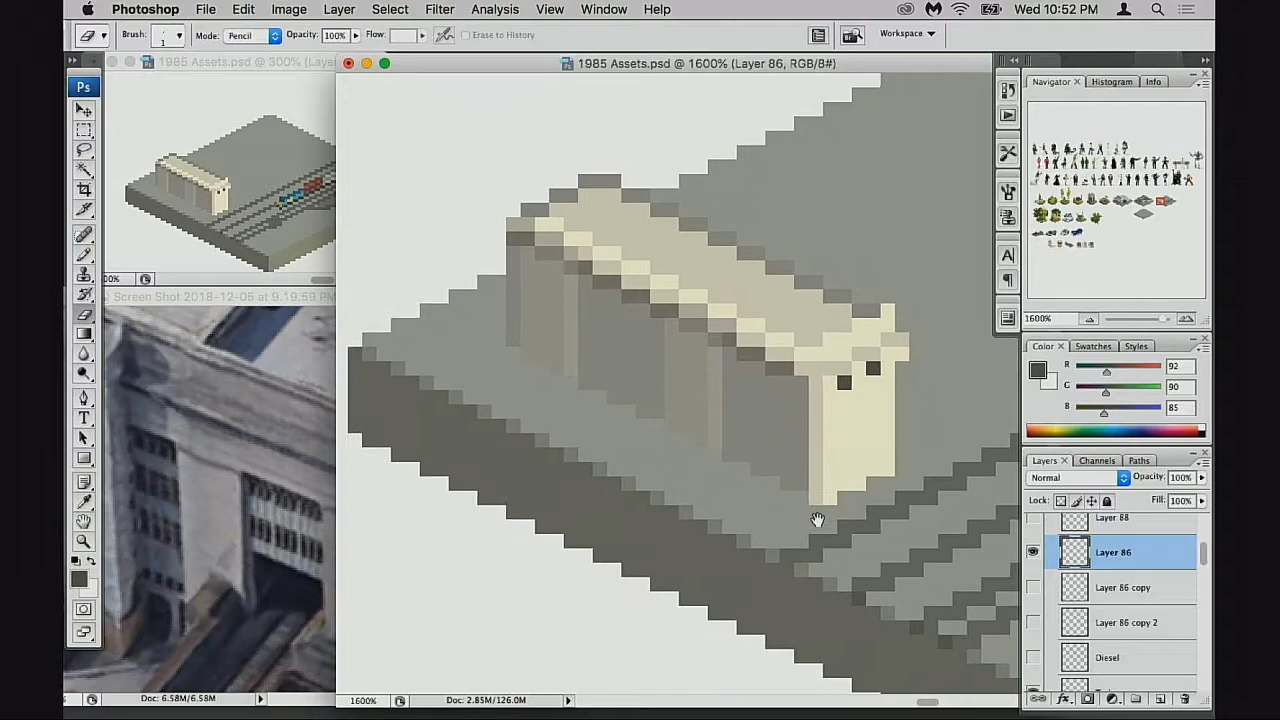 Photoshop File Edit Image Layer Select Filter Analysis View Window Help Wed 10:52 AM
Brush: 1 Mode: Pencil Opacity: 100% Flow: Erase to History Workspace
1985 Assets.psd @ 300% (Laye
1985 Assets.psd @ 1600% (Layer 86, RGB/8#)
Ps
Navigator Histogram Info
00%
Screen Shot 2018-12-05 at 9.19.59 PM
1600%
Color Swatches Styles
R 92
G 90
B 85
Layers Channels Paths
Normal Opacity: 100%
Lock: Fill: 100%
Layer 88
Layer 86
Layer 86 copy
Layer 86 copy 2
Diesel
% Doc: 6.58M/6.58M
1600% Doc: 2.85M/126.0M